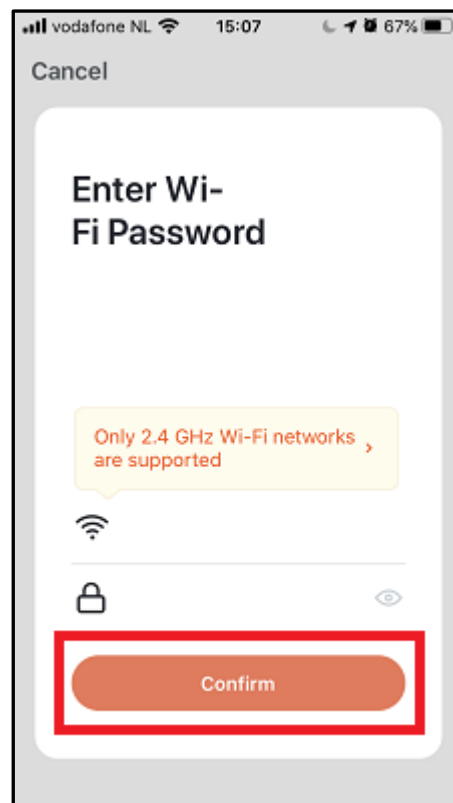 vodafone NL 15:07 67%
Cancel
Enter Wi-
Fi Password
Only 2.4 GHz Wi-Fi networks
are supported
Confirm